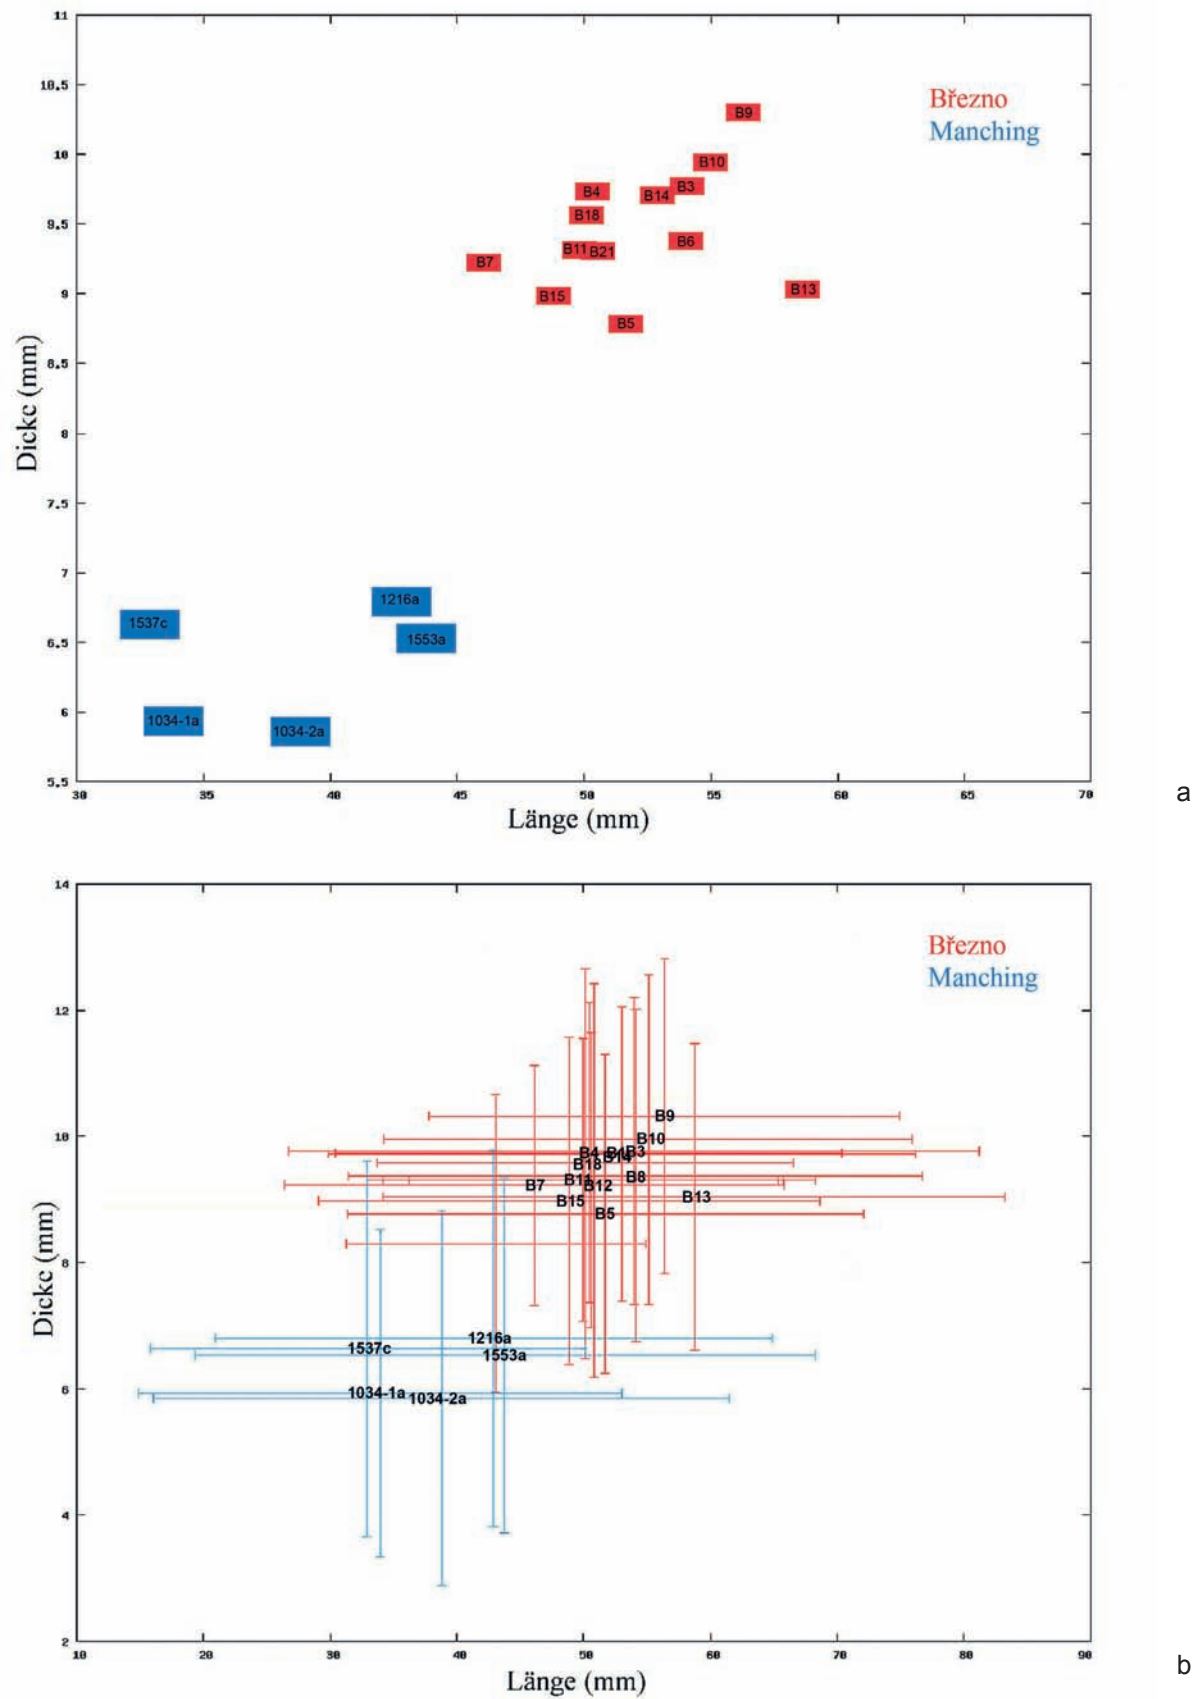 11
10.5
10
9.5
9
8.5
8
7.5
7
6.5
6
5.5
Dicke (mm)
Březno
Manching
B9
B10
B3
B4
B14
B18
B6
B11 B21
B7
B13
B15
B5
1216a
1537c
1553a
1034-1a
1034-2a
30 35 40 45 50 55 60 65 70
Länge (mm)
a
14
12
10
8
6
4
2
Dicke (mm)
Březno
Manching
B9
B10
B4 B3
B14
B18
B11 B8
B7 B12
B15 B13
B5
1216a
1537c
1553a
1034-1a
1034-2a
10 20 30 40 50 60 70 80 90
Länge (mm)
b